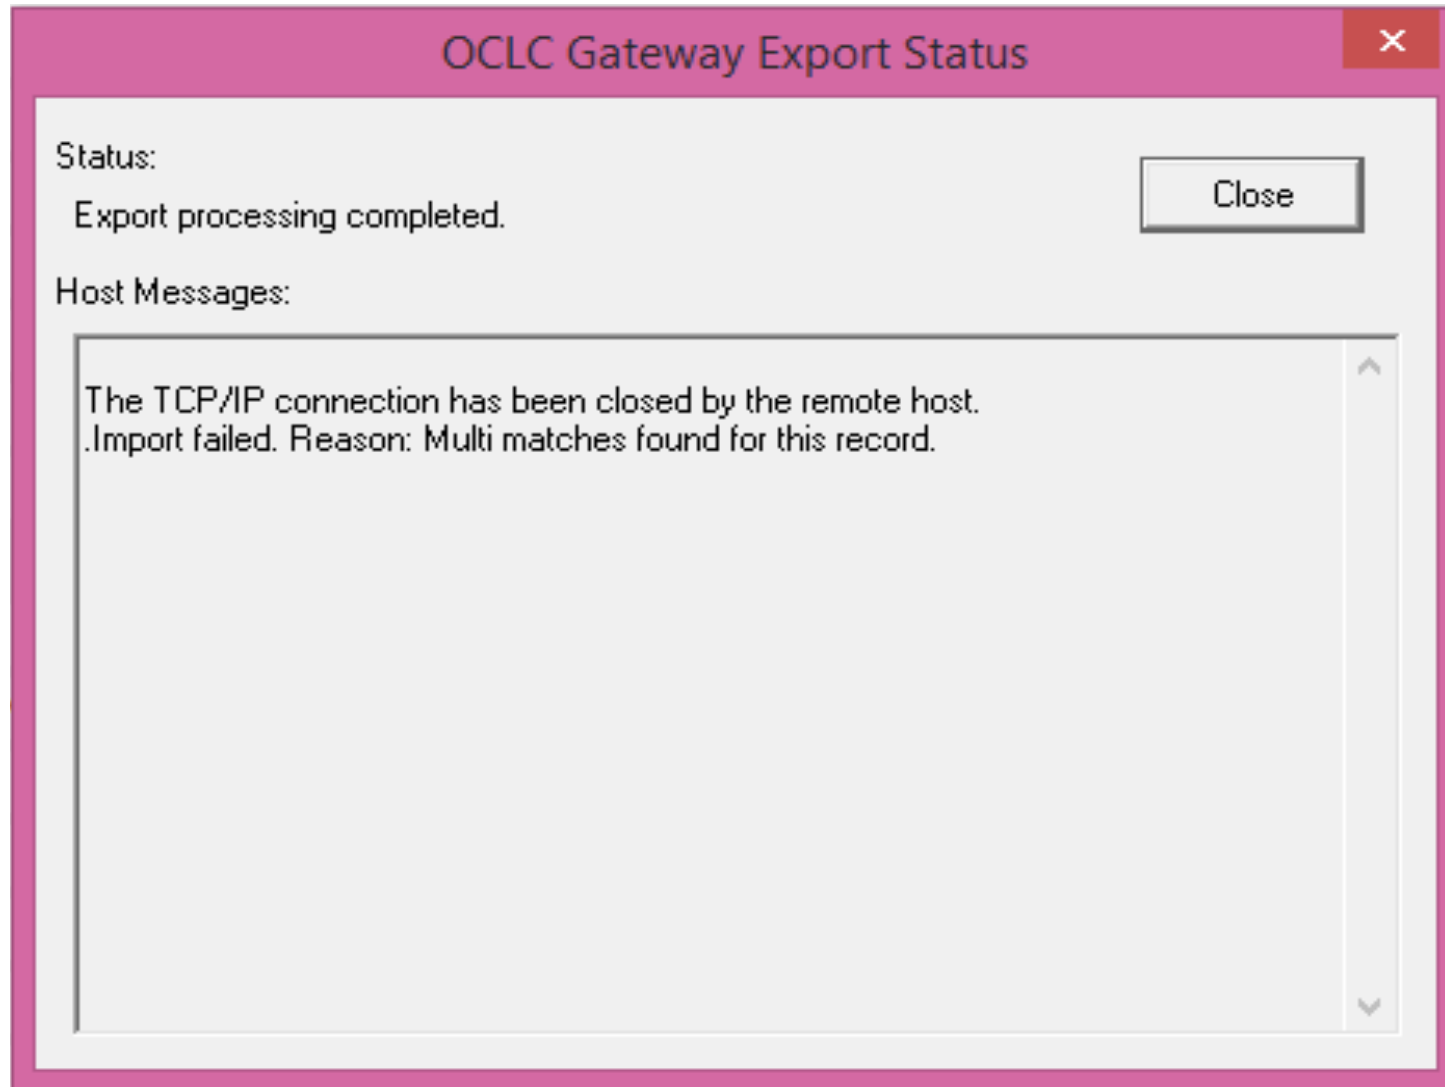 OCLC Gateway Export Status
Status:
Close
Export processing completed.
Host Messages:
The TCP/IP connection has been closed by the remote host.
.Import failed. Reason: Multi matches found for this record.